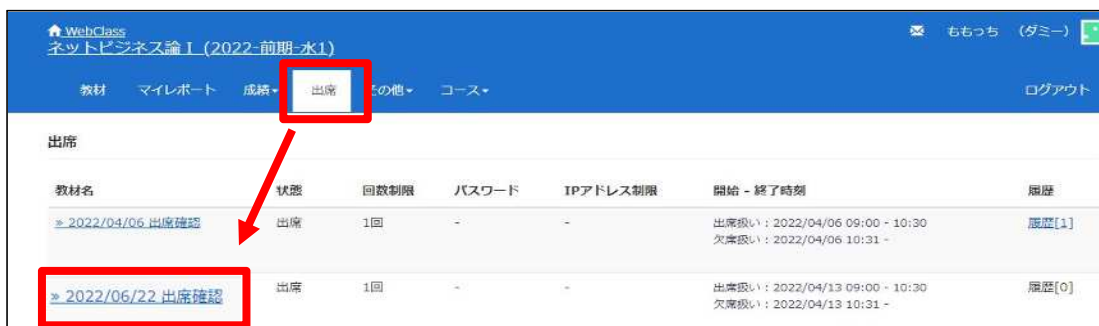 WebClass
ネットビジネス論Ⅰ (2022-前期-水1)
ももっち (ダミー)
教材 マイレポート 成績 出席 その他 コース ログアウト
出席
教材名 状態 回数制限 パスワード IPアドレス制限 開始 - 終了時刻 履歴
» 2022/04/06 出席確認 出席 1回 - - 出席扱い : 2022/04/06 09:00 - 10:30 履歴[1]
欠席扱い : 2022/04/06 10:31 -
» 2022/06/22 出席確認 出席 1回 - - 出席扱い : 2022/04/13 09:00 - 10:30 履歴[0]
欠席扱い : 2022/04/13 10:31 -